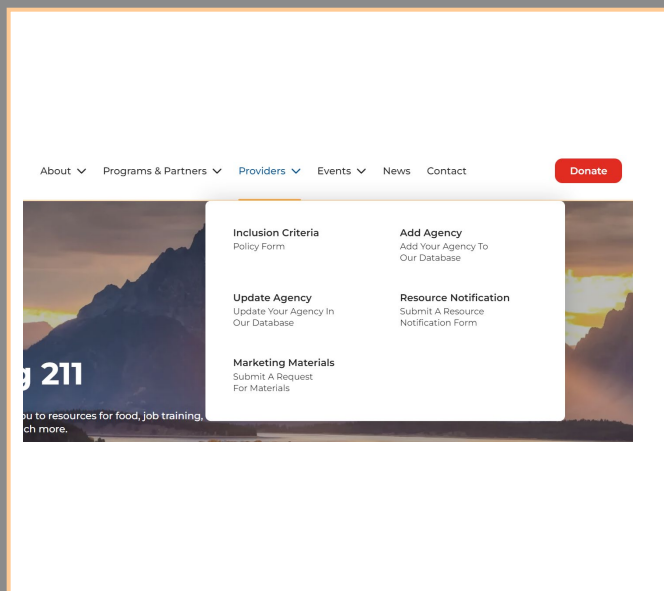 About
Programs & Partners
Providers
Events
News
Contact
Donate
Inclusion Criteria
Policy Form
Add Agency
Add Your Agency To
Our Database
Update Agency
Update Your Agency In
Our Database
Resource Notification
Submit A Resource
Notification Form
Marketing Materials
Submit A Request
For Materials
211
to resources for food, job training,
more.